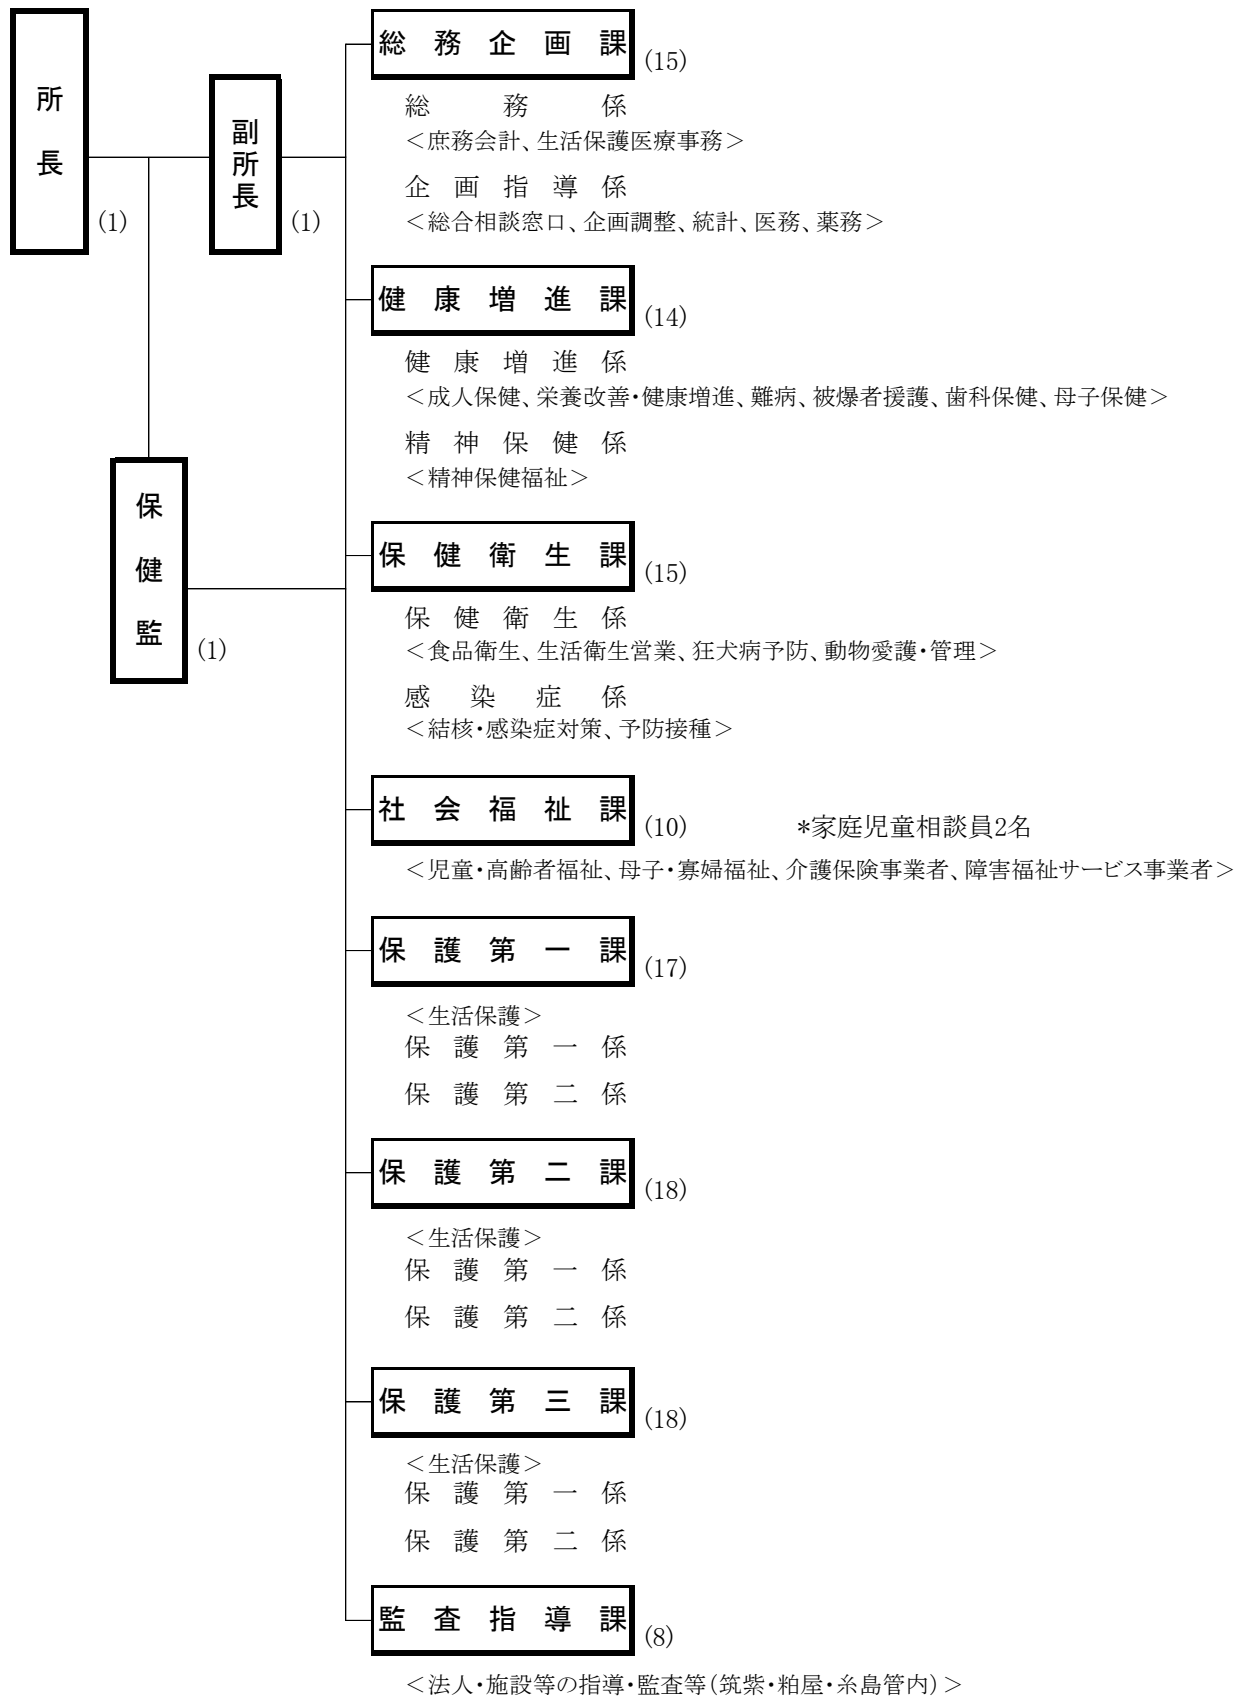 所長
(1)
副所長
(1)
保健監
(1)
総務企画課
(15)
総務係
＜庶務会計、生活保護医療事務＞
企画指導係
＜総合相談窓口、企画調整、統計、医務、薬務＞
健康増進課
(14)
健康増進係
＜成人保健、栄養改善・健康増進、難病、被爆者援護、歯科保健、母子保健＞
精神保健係
＜精神保健福祉＞
保健衛生課
(15)
保健衛生係
＜食品衛生、生活衛生営業、狂犬病予防、動物愛護・管理＞
感染症係
＜結核・感染症対策、予防接種＞
社会福祉課
(10) *家庭児童相談員2名
＜児童・高齢者福祉、母子・寡婦福祉、介護保険事業者、障害福祉サービス事業者＞
保護第一課
(17)
＜生活保護＞
保護第一係
保護第二係
保護第二課
(18)
＜生活保護＞
保護第一係
保護第二係
保護第三課
(18)
＜生活保護＞
保護第一係
保護第二係
監査指導課
(8)
＜法人・施設等の指導・監査等（筑紫・粕屋・糸島管内）＞